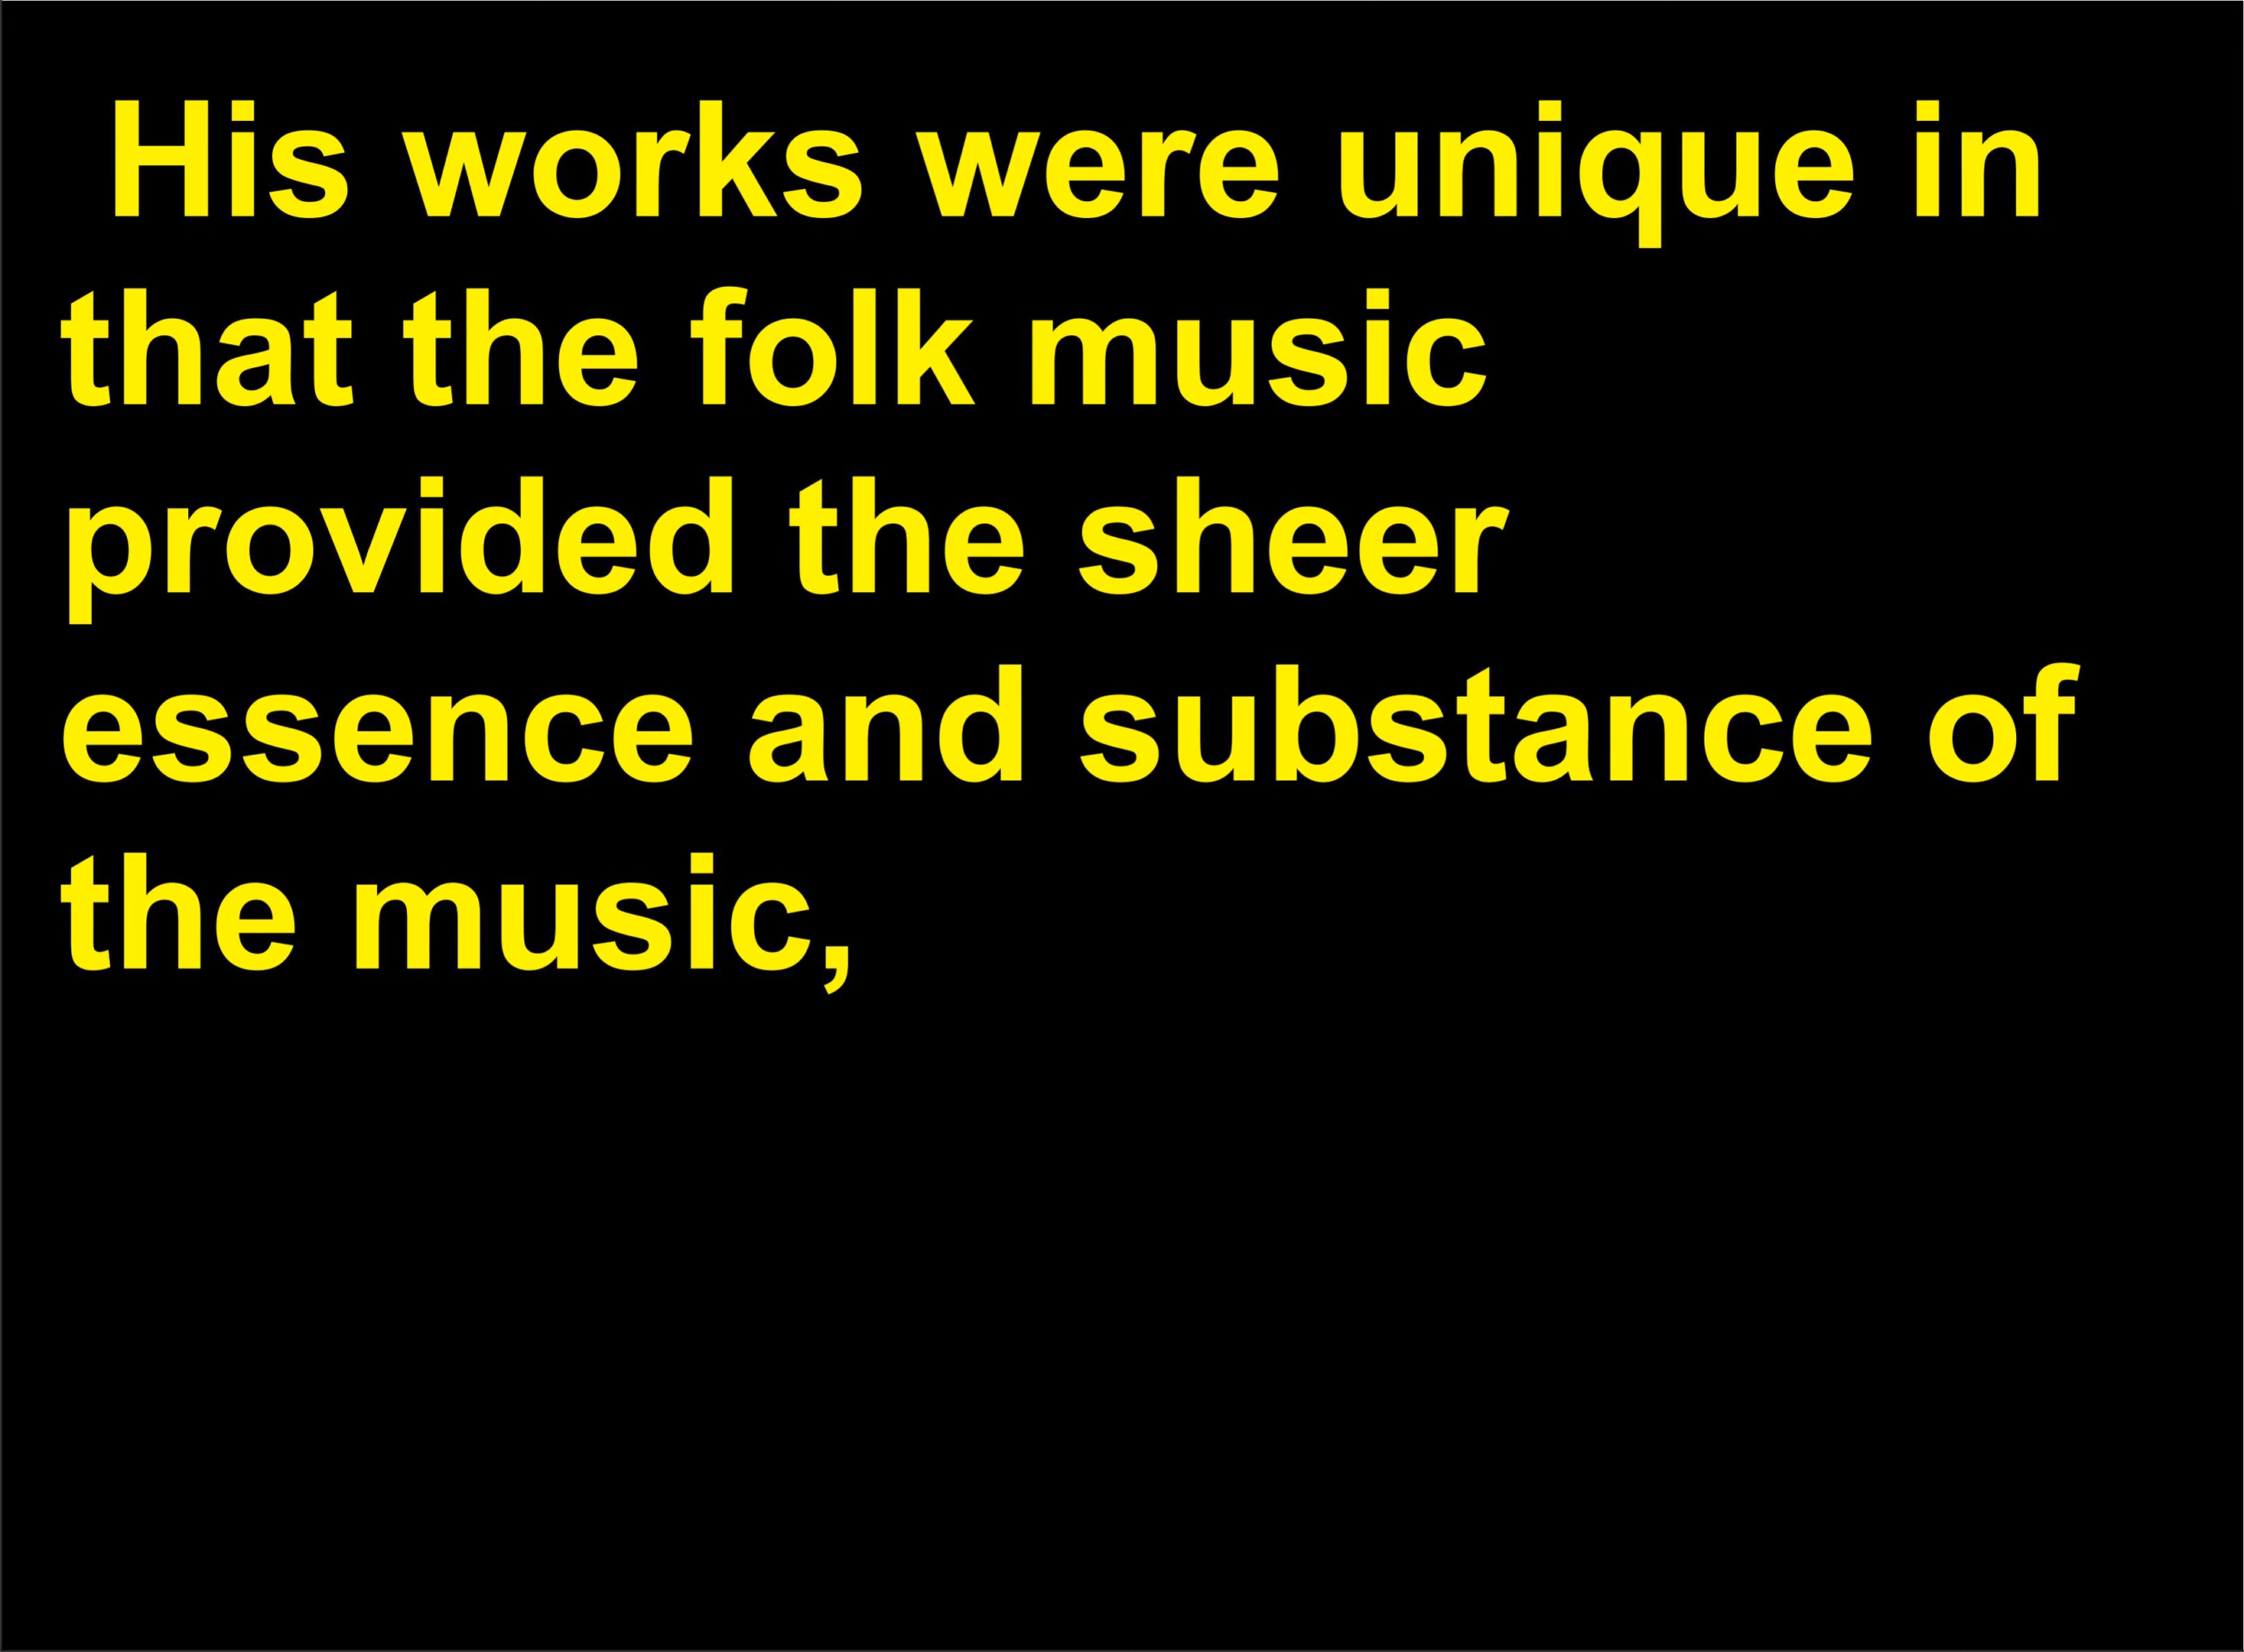 His works were unique in
that the folk music
provided the sheer
essence and substance of
the music,